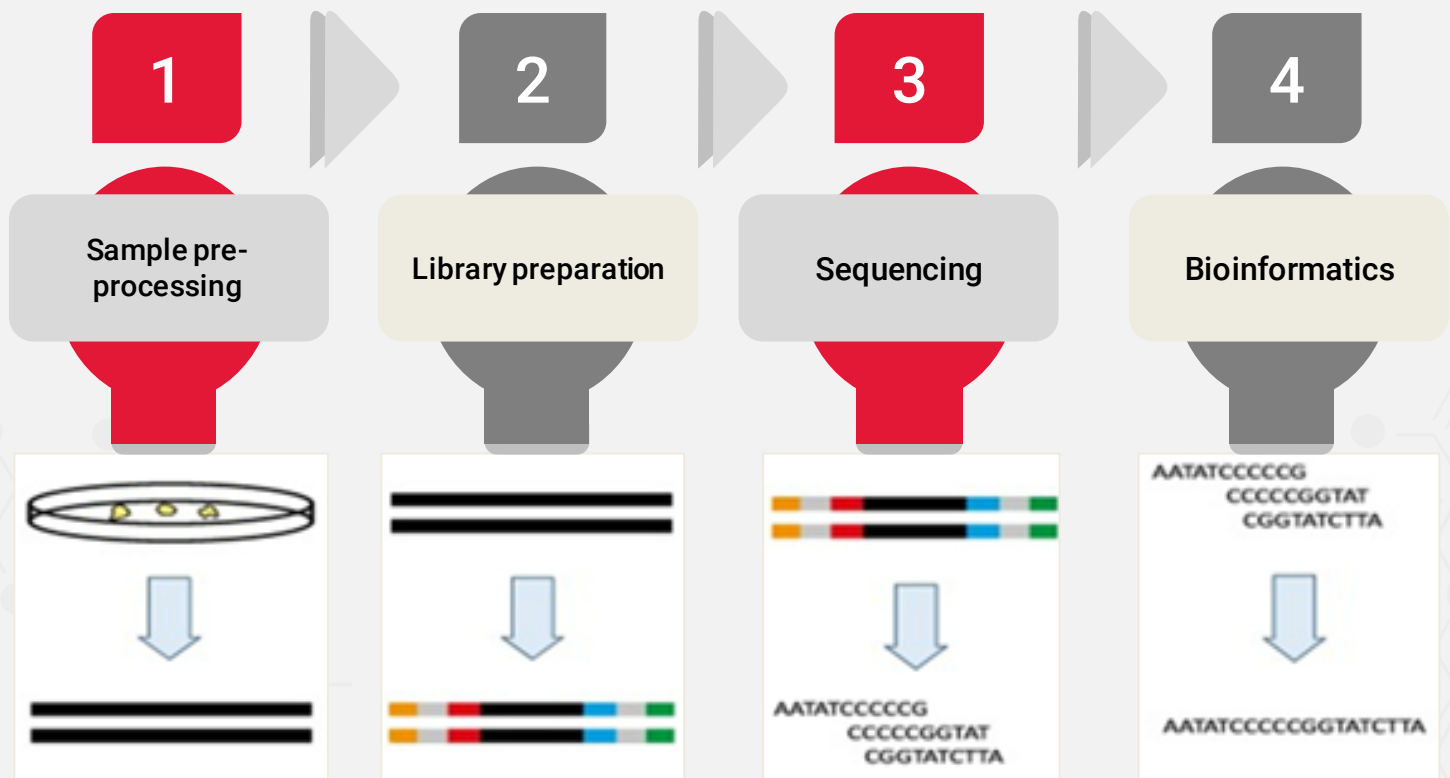 1
2
3
4
Sample pre-
processing
Library preparation
Sequencing
Bioinformatics
AATATCCCCCG
CCCCCGGTAT
CGGTATCTTA
AATATCCCCCG
CCCCCGGTAT
CGGTATCTTA
AATATCCCCCGGTATCTTA